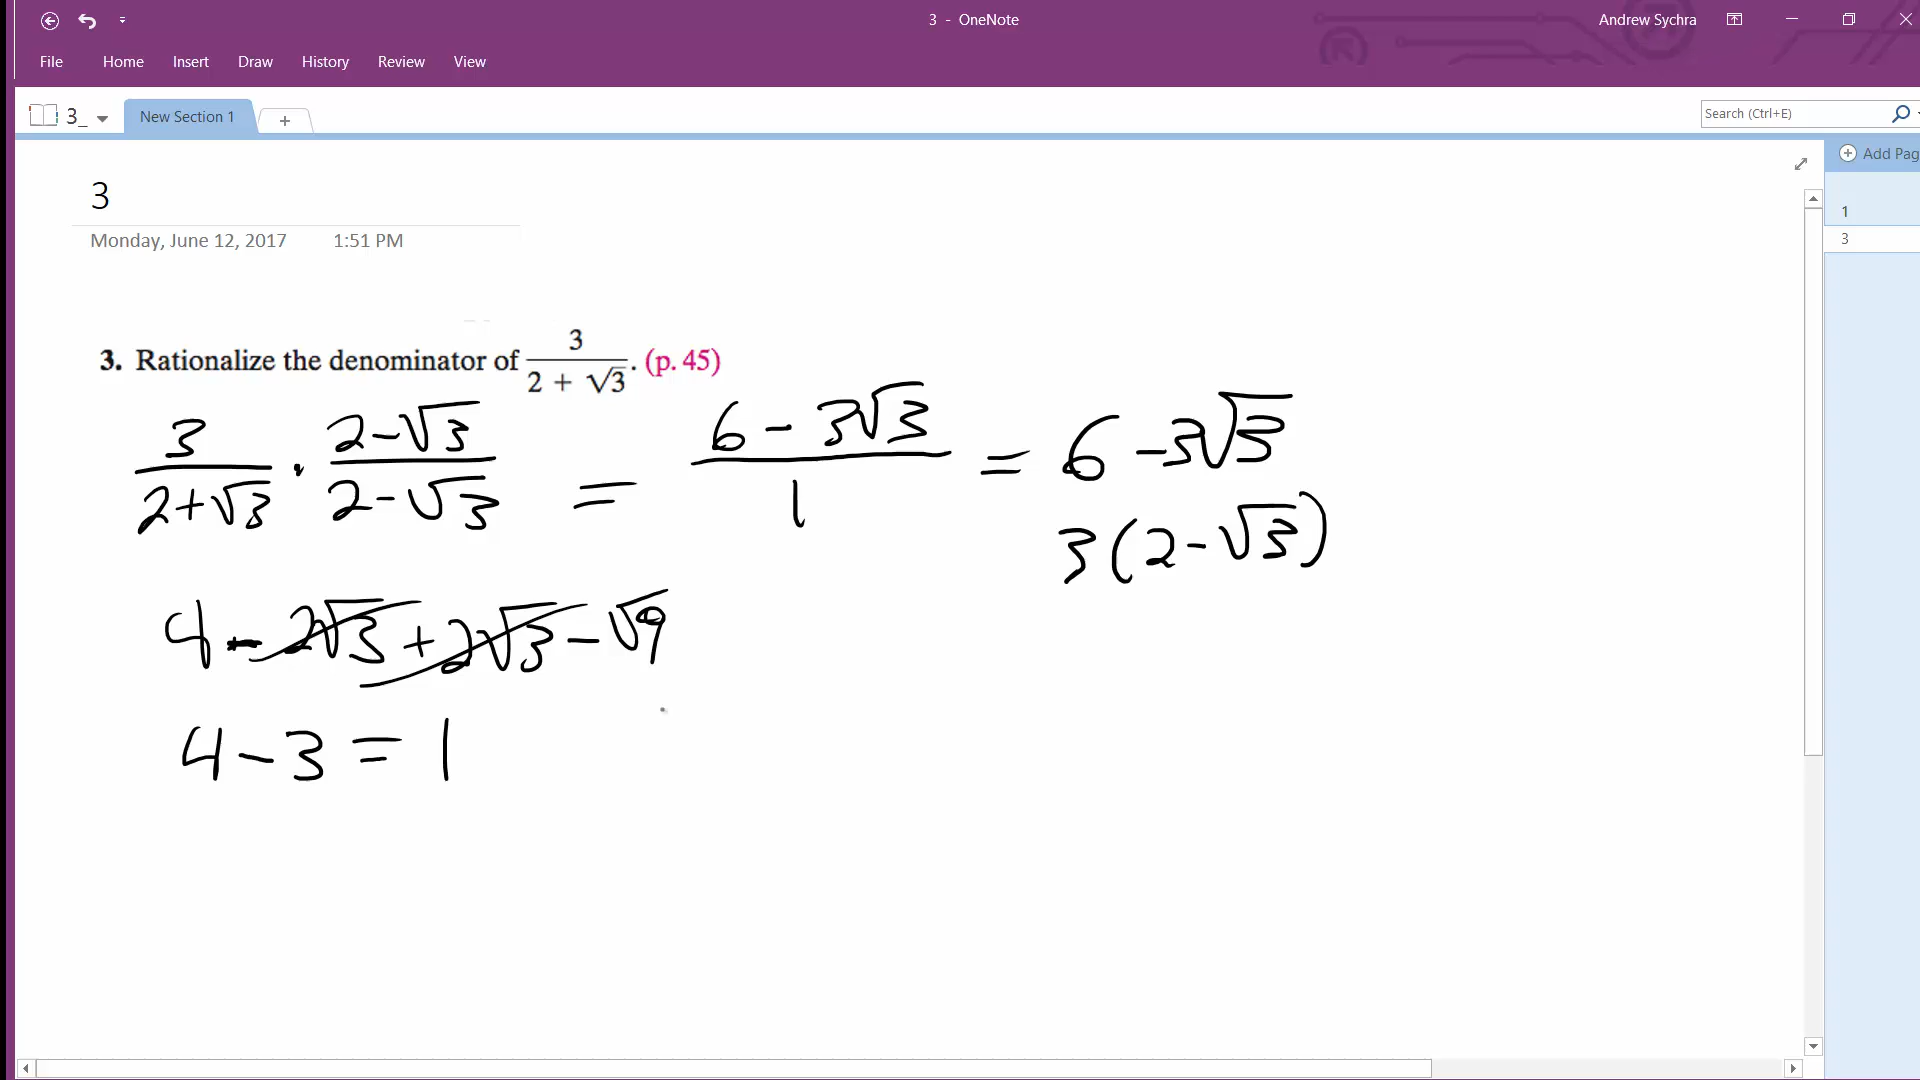 3 - OneNote
Andrew Sychra
File Home Insert Draw History Review View
3_ New Section 1 +
Search (Ctrl+E)
Add Pag
1
3
3
Monday, June 12, 2017 1:51 PM
3. Rationalize the denominator of 3/(2 + √3). (p. 45)
3/(2+√3) · (2-√3)/(2-√3) = (6-3√3)/1 = 6-3√3
3(2-√3)
4-2√3+2√3-√9
4-3=1